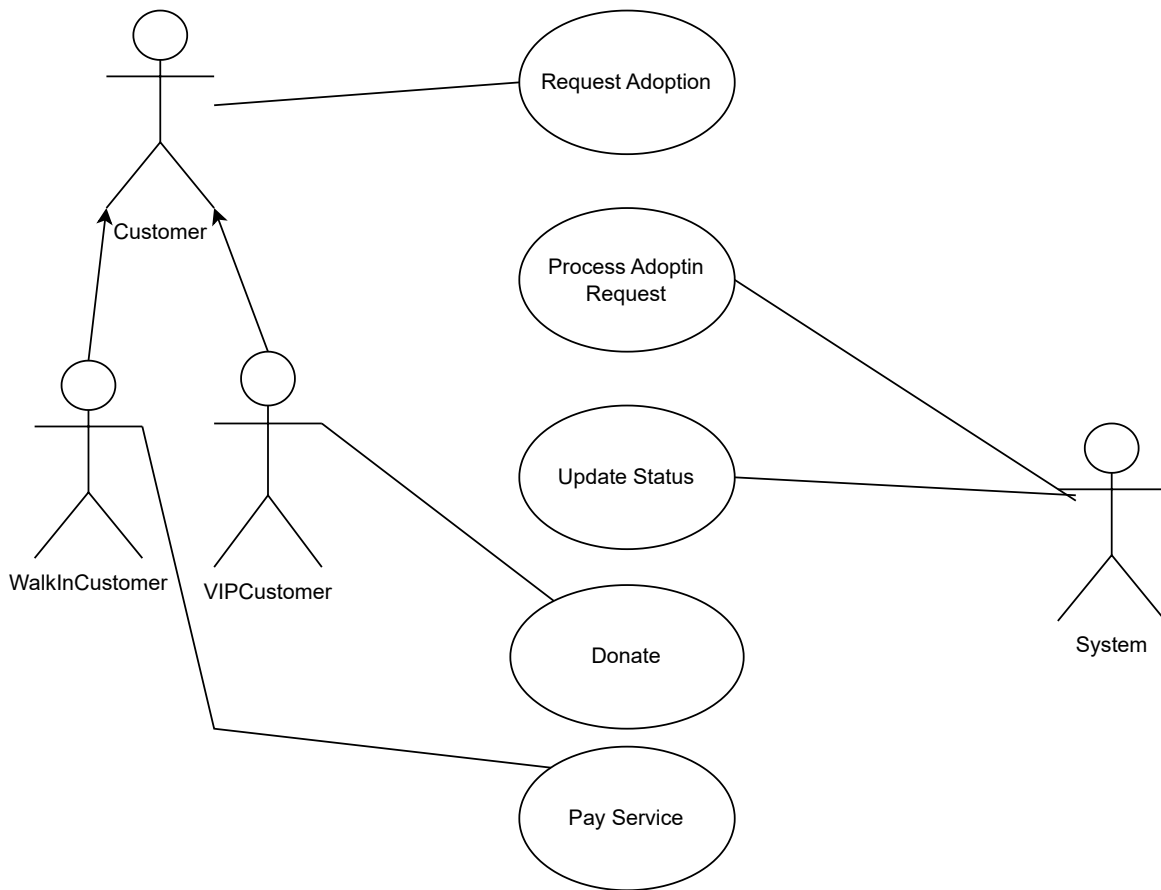 Request Adoption
Customer
Process Adoptin
Request
Update Status
WalkInCustomer
VIPCustomer
System
Donate
Pay Service